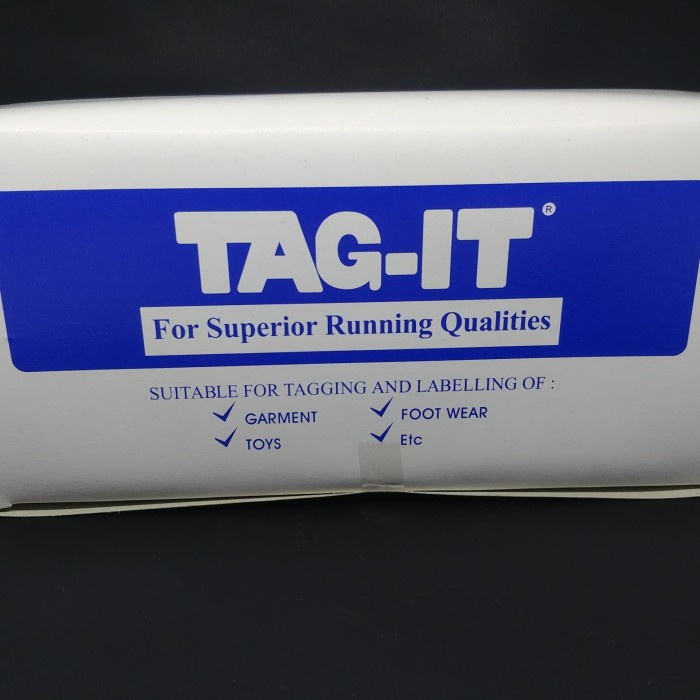 TAG-IT®
For Superior Running Qualities
SUITABLE FOR TAGGING AND LABELLING OF :
✓ GARMENT ✓ FOOT WEAR
✓ TOYS ✓ Etc